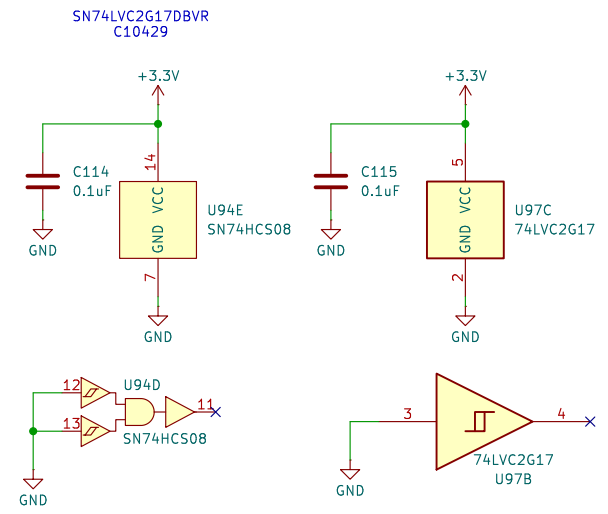 SN74LVC2G17DBVR
C10429
+3.3V
+3.3V
14
5
C114
0.1uF
C115
0.1uF
VCC
GND
U94E
SN74HCS08
VCC
GND
U97C
74LVC2G17
GND
GND
7
2
GND
GND
12
13
U94D
11
SN74HCS08
3
4
74LVC2G17
U97B
GND
GND